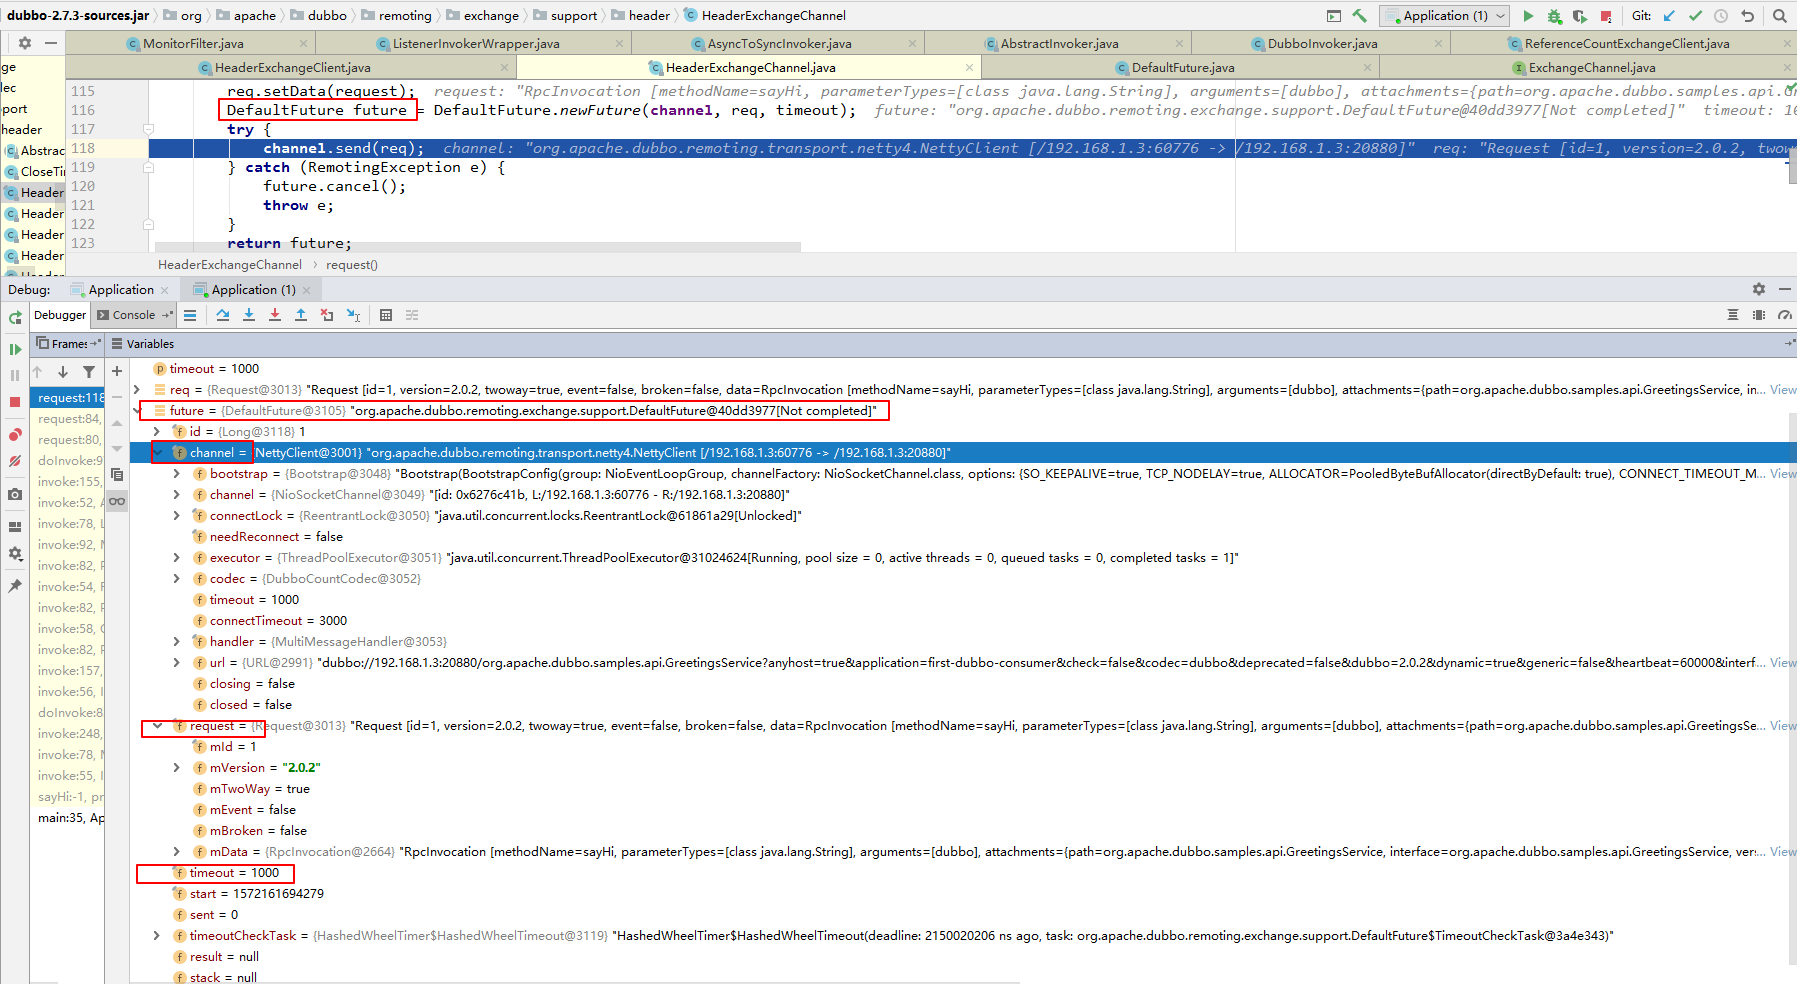 dubbo-2.7.3-sources.jar org apache dubbo remoting exchange support header HeaderExchangeChannel Application (1) Git:
MonitorFilter.java ListenerInvokerWrapper.java AsyncToSyncInvoker.java AbstractInvoker.java DubboInvoker.java ReferenceCountExchangeClient.java
HeaderExchangeClient.java HeaderExchangeChannel.java DefaultFuture.java ExchangeChannel.java
ge
lec
port
header
Abstrac
CloseTi
Header
Header
Header
Header
115 req.setData(request); request: "RpcInvocation [methodName=sayHi, parameterTypes=[class java.lang.String], arguments=[dubbo], attachments={path=org.apache.dubbo.samples.api.G
116 DefaultFuture future = DefaultFuture.newFuture(channel, req, timeout); future: "org.apache.dubbo.remoting.exchange.support.DefaultFuture@40dd3977[Not completed]" timeout: 10
117 try {
118 channel.send(req); channel: "org.apache.dubbo.remoting.transport.netty4.NettyClient [/192.168.1.3:60776 -> /192.168.1.3:20880]" req: "Request [id=1, version=2.0.2, twow
119 } catch (RemotingException e) {
120 future.cancel();
121 throw e;
122 }
123 return future;
HeaderExchangeChannel › request()
Debug: Application Application (1)
Debugger Console
Frames Variables
request:118
request:84,
request:80,
doInvoke:9
invoke:155,
invoke:52, A
invoke:78, L
invoke:92, M
invoke:82, P
invoke:54, F
invoke:82, P
invoke:58, C
invoke:82, P
invoke:157,
invoke:56, I
doInvoke:8
invoke:248,
invoke:78, M
invoke:55, I
sayHi:-1, pr
main:35, Ap
timeout = 1000
req = {Request@3013} "Request [id=1, version=2.0.2, twoway=true, event=false, broken=false, data=RpcInvocation [methodName=sayHi, parameterTypes=[class java.lang.String], arguments=[dubbo], attachments={path=org.apache.dubbo.samples.api.GreetingsService, in... View
future = {DefaultFuture@3105} "org.apache.dubbo.remoting.exchange.support.DefaultFuture@40dd3977[Not completed]"
id = {Long@3118} 1
channel = {NettyClient@3001} "org.apache.dubbo.remoting.transport.netty4.NettyClient [/192.168.1.3:60776 -> /192.168.1.3:20880]"
bootstrap = {Bootstrap@3048} "Bootstrap(BootstrapConfig(group: NioEventLoopGroup, channelFactory: NioSocketChannel.class, options: {SO_KEEPALIVE=true, TCP_NODELAY=true, ALLOCATOR=PooledByteBufAllocator(directByDefault: true), CONNECT_TIMEOUT_M... View
channel = {NioSocketChannel@3049} "[id: 0x6276c41b, L:/192.168.1.3:60776 - R:/192.168.1.3:20880]"
connectLock = {ReentrantLock@3050} "java.util.concurrent.locks.ReentrantLock@61861a29[Unlocked]"
needReconnect = false
executor = {ThreadPoolExecutor@3051} "java.util.concurrent.ThreadPoolExecutor@31024624[Running, pool size = 0, active threads = 0, queued tasks = 0, completed tasks = 1]"
codec = {DubboCountCodec@3052}
timeout = 1000
connectTimeout = 3000
handler = {MultiMessageHandler@3053}
url = {URL@2991} "dubbo://192.168.1.3:20880/org.apache.dubbo.samples.api.GreetingsService?anyhost=true&application=first-dubbo-consumer&check=false&codec=dubbo&deprecated=false&dubbo=2.0.2&dynamic=true&generic=false&heartbeat=60000&interf... View
closing = false
closed = false
request = {Request@3013} "Request [id=1, version=2.0.2, twoway=true, event=false, broken=false, data=RpcInvocation [methodName=sayHi, parameterTypes=[class java.lang.String], arguments=[dubbo], attachments={path=org.apache.dubbo.samples.api.GreetingsSe... View
mId = 1
mVersion = "2.0.2"
mTwoWay = true
mEvent = false
mBroken = false
mData = {RpcInvocation@2664} "RpcInvocation [methodName=sayHi, parameterTypes=[class java.lang.String], arguments=[dubbo], attachments={path=org.apache.dubbo.samples.api.GreetingsService, interface=org.apache.dubbo.samples.api.GreetingsService, vers... View
timeout = 1000
start = 1572161694279
sent = 0
timeoutCheckTask = {HashedWheelTimer$HashedWheelTimeout@3119} "HashedWheelTimer$HashedWheelTimeout(deadline: 2150020206 ns ago, task: org.apache.dubbo.remoting.exchange.support.DefaultFuture$TimeoutCheckTask@3a4e343)"
result = null
stack = null